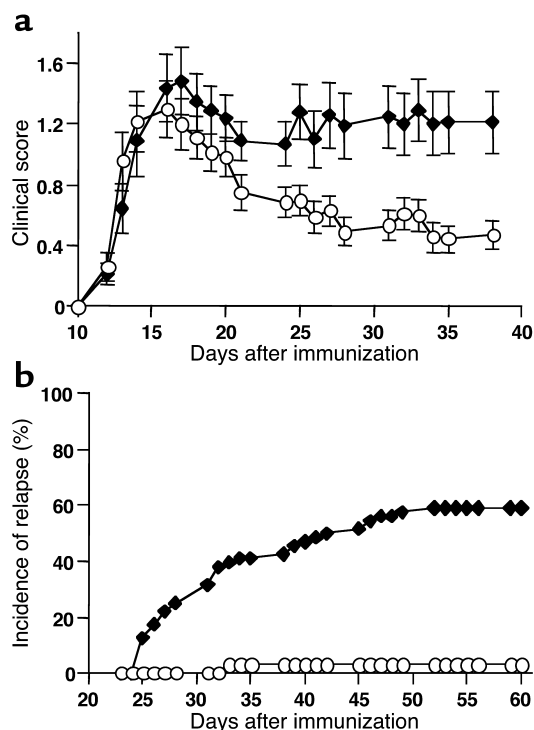 a
1.6
1.2
0.8
0.4
0
10 15 20 25 30 35 40
Clinical score
Days after immunization
b
100
80
60
40
20
0
20 25 30 35 40 45 50 55 60
Incidence of relapse (%)
Days after immunization